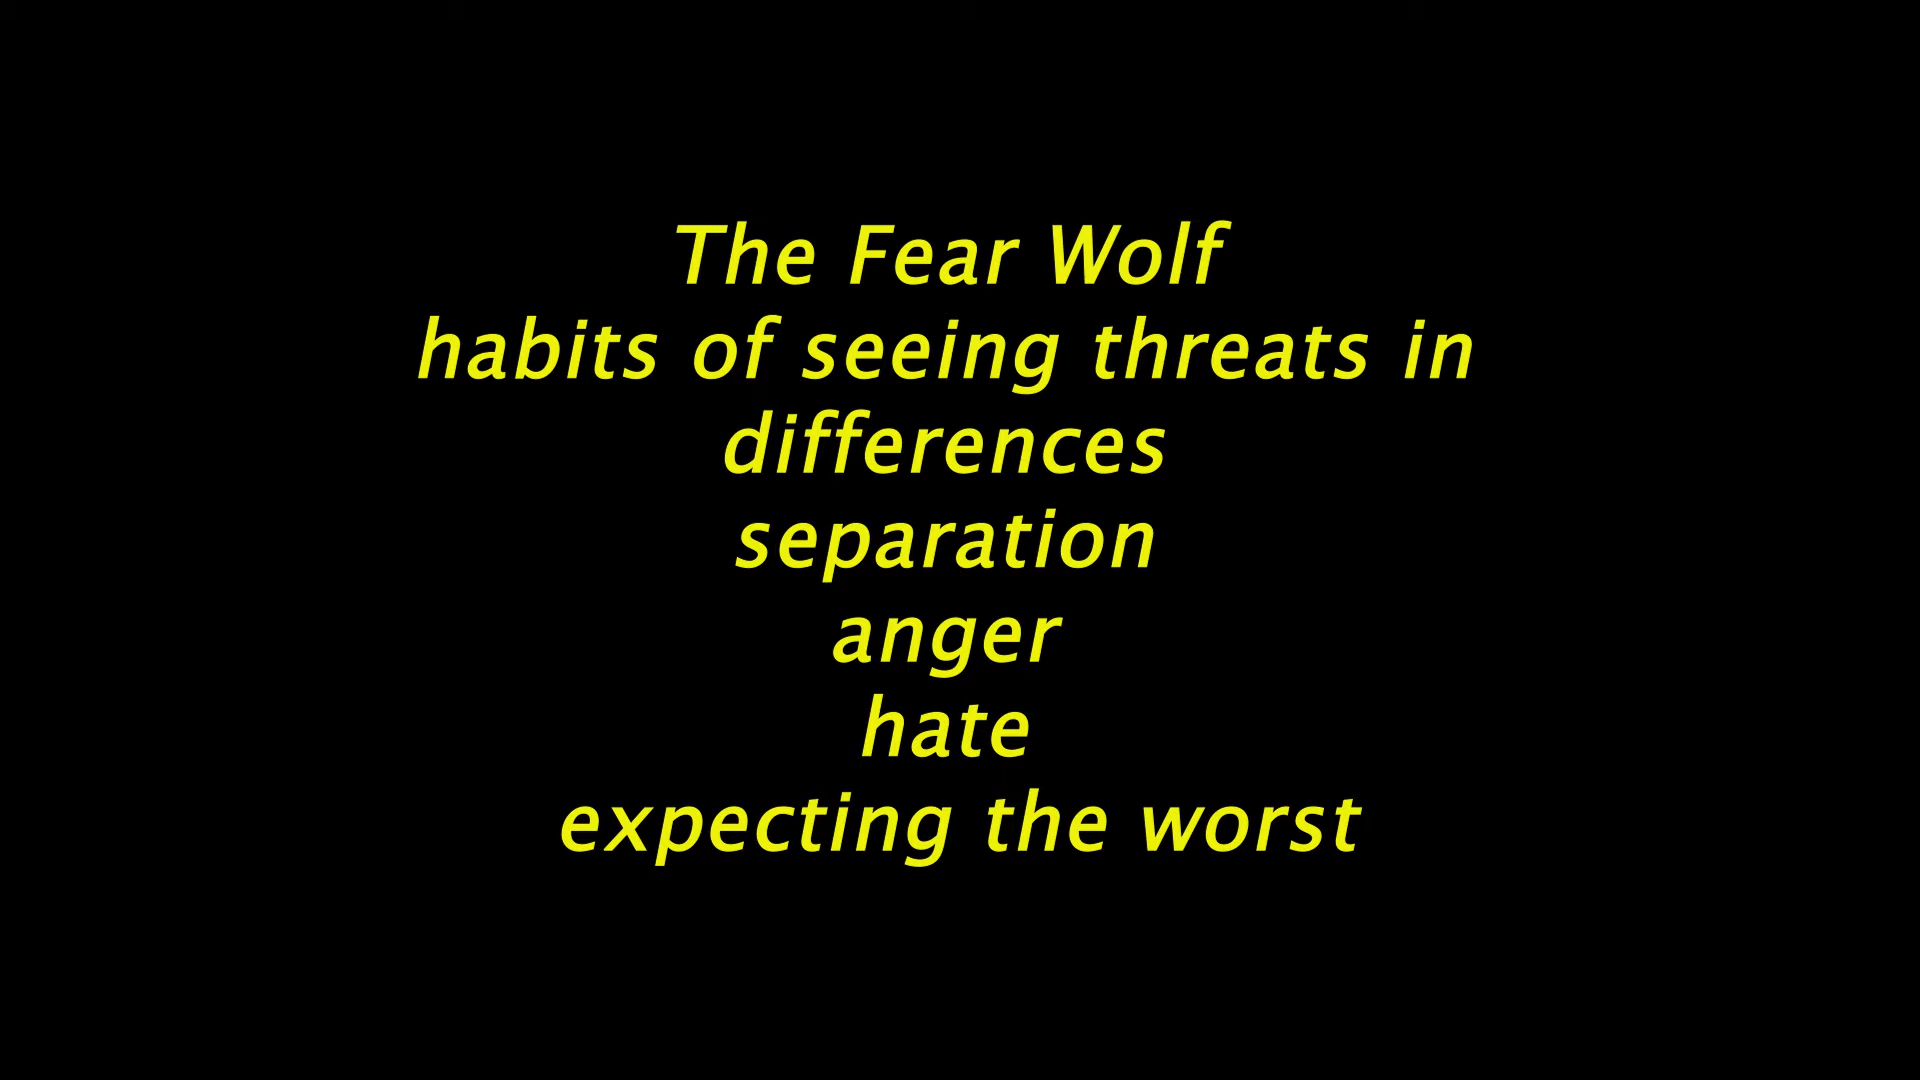 The Fear Wolf
habits of seeing threats in
differences
separation
anger
hate
expecting the worst